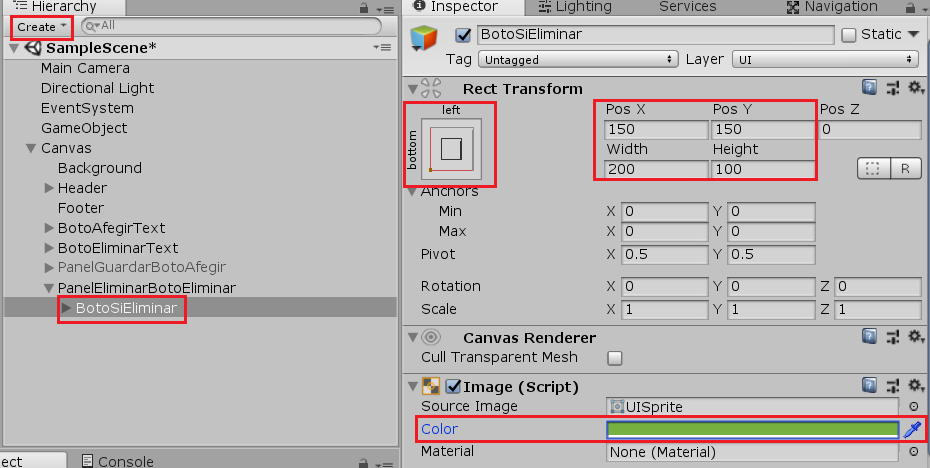 Hierarchy
Create
All
SampleScene*
Main Camera
Directional Light
EventSystem
GameObject
Canvas
Background
Header
Footer
BotoAfegirText
BotoEliminarText
PanelGuardarBotoAfegir
PanelEliminarBotoEliminar
BotoSiEliminar
Console
Inspector Lighting Services Navigation
BotoSiEliminar Static
Tag Untagged Layer UI
Rect Transform
left
bottom
Pos X Pos Y Pos Z
150 150 0
Width Height
200 100
R
Anchors
Min X 0 Y 0
Max X 0 Y 0
Pivot X 0.5 Y 0.5
Rotation X 0 Y 0 Z 0
Scale X 1 Y 1 Z 1
Canvas Renderer
Cull Transparent Mesh
Image (Script)
Source Image UISprite
Color
Material None (Material)